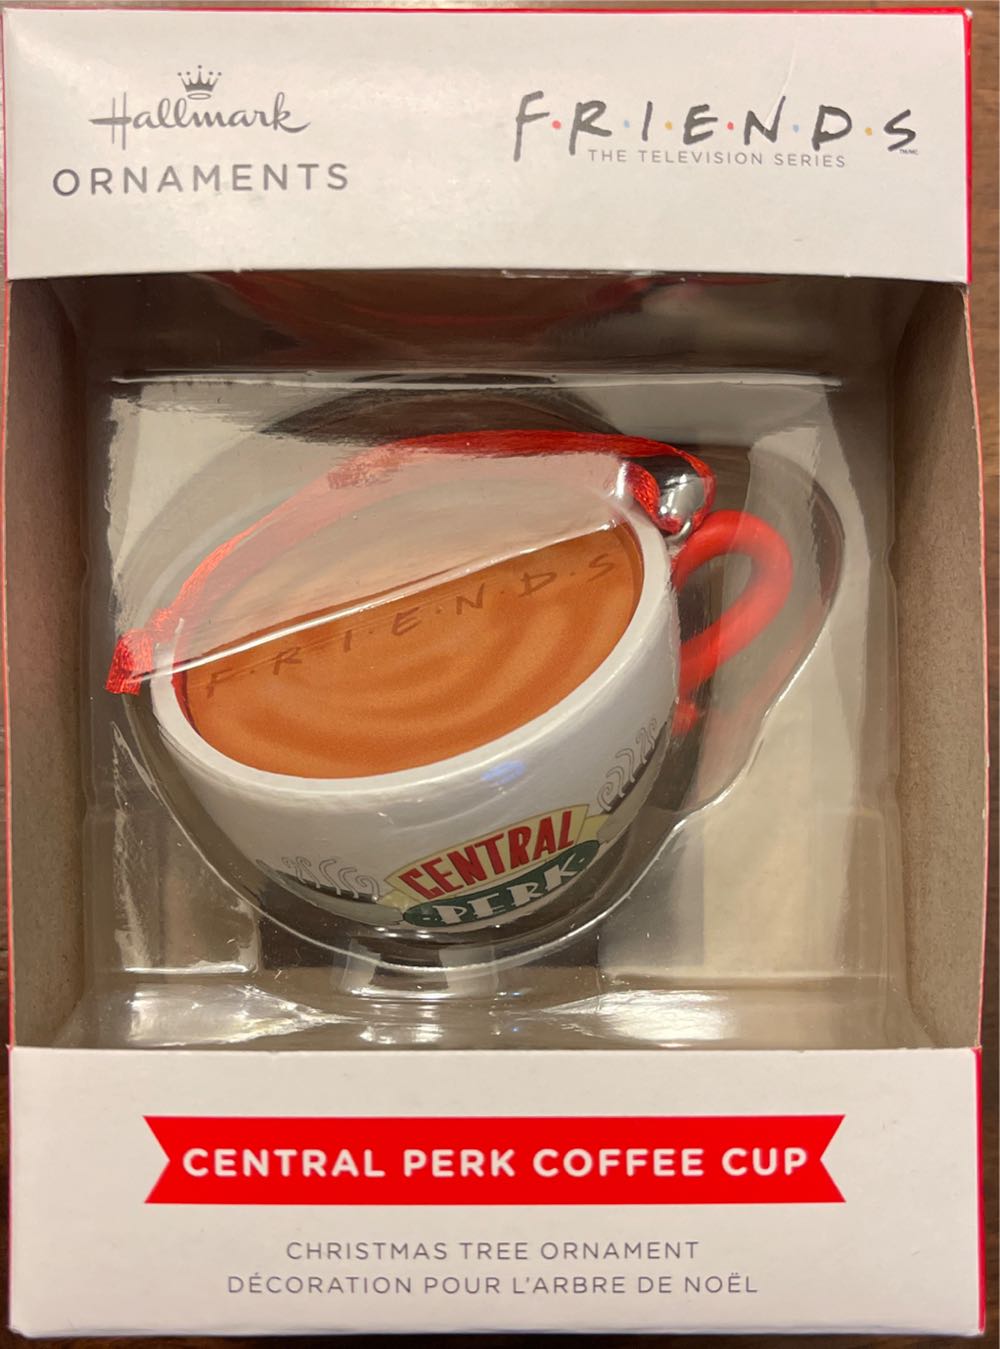 Hallmark
ORNAMENTS
F•R•I•E•N•D•S
THE TELEVISION SERIES
F•R•I•E•N•D•S
CENTRAL
PERK
CENTRAL PERK COFFEE CUP
CHRISTMAS TREE ORNAMENT
DÉCORATION POUR L'ARBRE DE NOËL